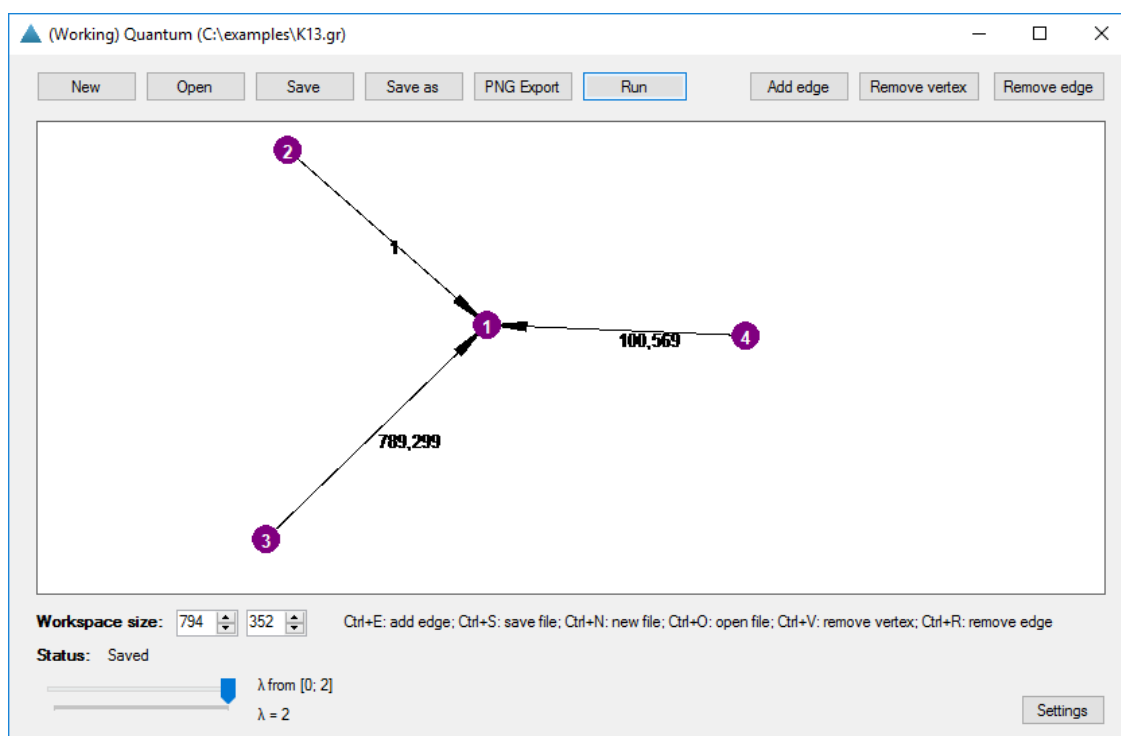 (Working) Quantum (C:\examples\K13.gr)
New Open Save Save as PNG Export Run Add edge Remove vertex Remove edge
2
1
1
4
100,569
789,299
3
Workspace size: 794 352 Ctrl+E: add edge; Ctrl+S: save file; Ctrl+N: new file; Ctrl+O: open file; Ctrl+V: remove vertex; Ctrl+R: remove edge
Status: Saved
λ from [0; 2]
λ = 2
Settings